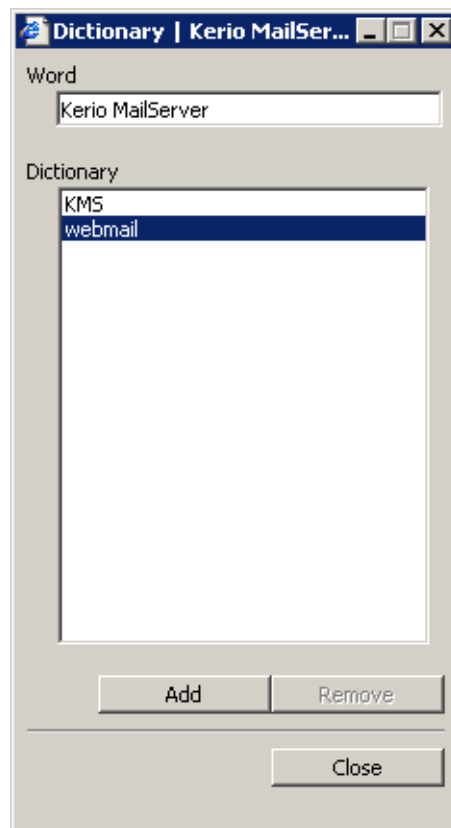 Dictionary | Kerio MailSer...
Word
Kerio MailServer
Dictionary
KMS
webmail
Add
Remove
Close